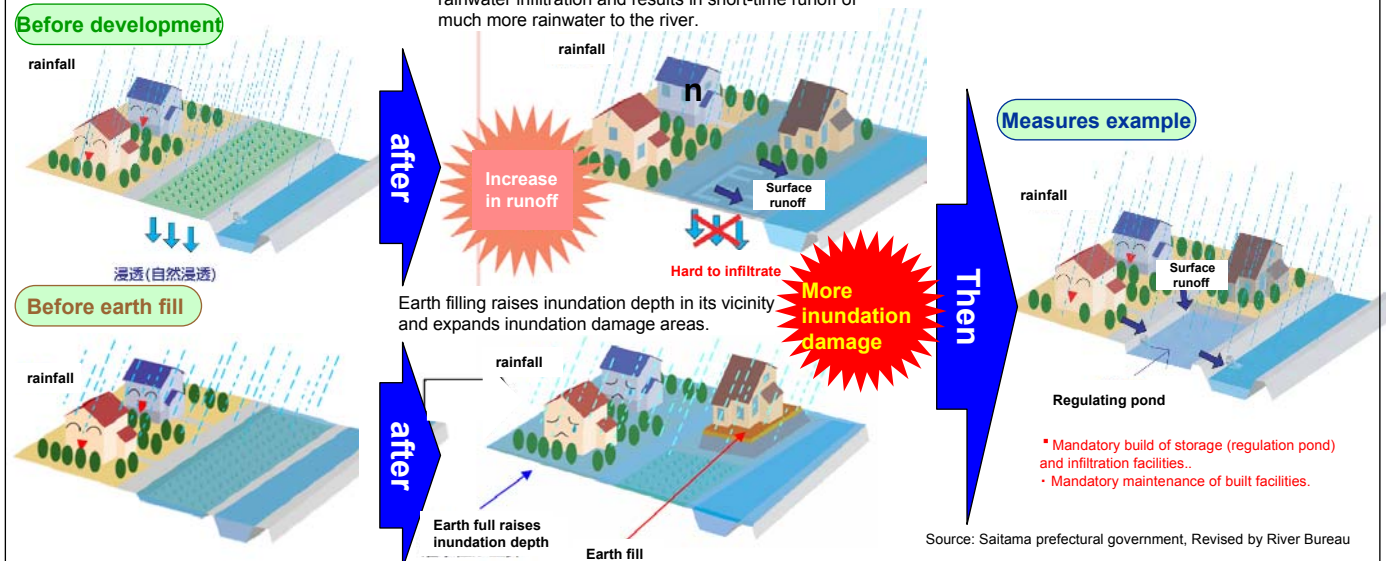 rainwater infiltration and results in short-time runoff of
much more rainwater to the river.
Before development
rainfall
浸透(自然浸透)
after
rainfall
n
Increase
in runoff
Surface
runoff
Hard to infiltrate
Before earth fill
rainfall
after
Earth filling raises inundation depth in its vicinity
and expands inundation damage areas.
rainfall
Earth full raises
inundation depth
Earth fill
More
inundation
damage
Then
Measures example
rainfall
Surface
runoff
Regulating pond
▪ Mandatory build of storage (regulation pond)
and infiltration facilities..
・ Mandatory maintenance of built facilities.
Source: Saitama prefectural government, Revised by River Bureau